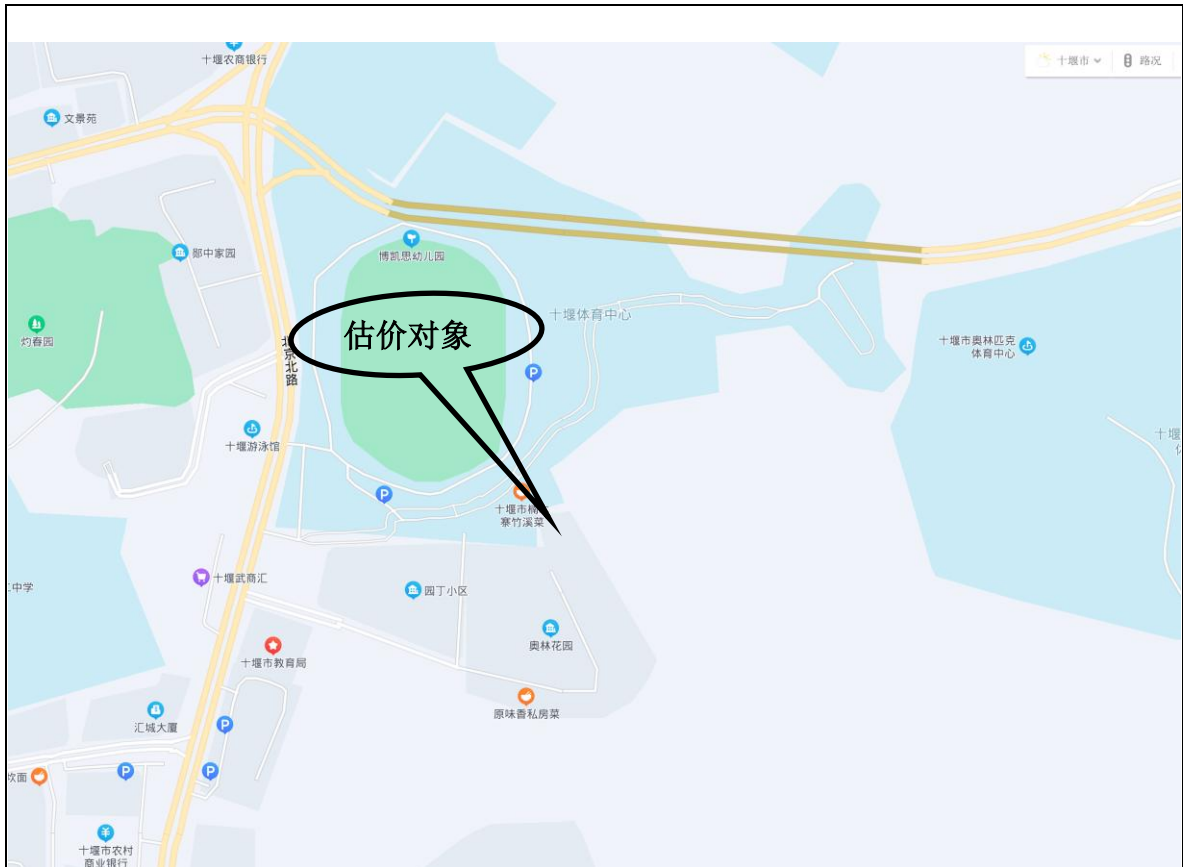 十堰农商银行
十堰市
路况
文景苑
郧中家园
博凯思幼儿园
灼春园
估价对象
十堰体育中心
十堰市奥林匹克
体育中心
北京北路
P
十堰游泳馆
十堰
P
十堰市楠
寨竹溪菜
十堰武商汇
中学
园丁小区
奥林花园
十堰市教育局
原味香私房菜
汇城大厦
P
P
P
十堰市农村
商业银行